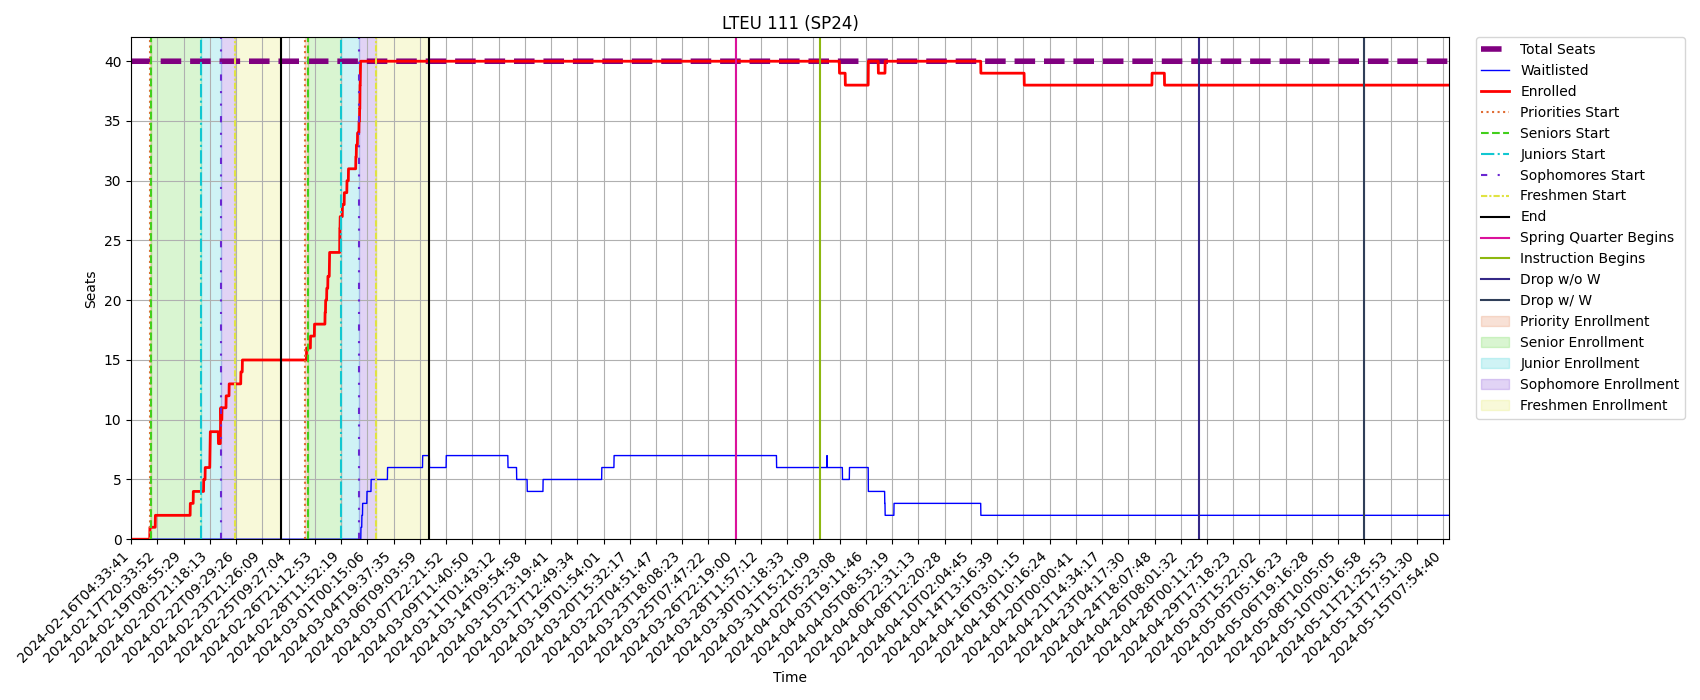 LTEU 111 (SP24)
Seats
40
35
30
25
20
15
10
5
0
2024-02-16T04:33:41
2024-02-17T20:33:52
2024-02-19T08:55:29
2024-02-20T21:18:13
2024-02-22T09:29:26
2024-02-23T21:26:09
2024-02-25T09:27:04
2024-02-26T21:12:53
2024-02-28T11:52:19
2024-03-01T00:15:06
2024-03-04T19:37:35
2024-03-06T09:03:59
2024-03-07T22:21:52
2024-03-11T01:40:50
2024-03-12T11:43:12
2024-03-14T09:54:58
2024-03-15T23:19:41
2024-03-17T12:49:34
2024-03-19T01:54:01
2024-03-20T15:32:17
2024-03-22T04:51:47
2024-03-23T18:08:23
2024-03-25T07:47:22
2024-03-26T22:19:00
2024-03-28T11:57:12
2024-03-30T01:18:33
2024-03-31T15:21:09
2024-04-02T05:23:08
2024-04-03T19:11:46
2024-04-05T08:53:19
2024-04-06T22:31:13
2024-04-08T12:20:28
2024-04-10T02:04:45
2024-04-14T13:16:39
2024-04-16T03:01:15
2024-04-18T10:16:24
2024-04-20T00:00:41
2024-04-21T14:34:17
2024-04-23T04:17:30
2024-04-24T18:07:48
2024-04-26T08:01:32
2024-04-28T00:11:25
2024-04-29T17:18:23
2024-05-03T15:22:02
2024-05-05T05:16:23
2024-05-06T19:16:28
2024-05-08T10:05:05
2024-05-10T00:16:58
2024-05-11T21:25:53
2024-05-13T17:51:30
2024-05-15T07:54:40
Time
Total Seats
Waitlisted
Enrolled
Priorities Start
Seniors Start
Juniors Start
Sophomores Start
Freshmen Start
End
Spring Quarter Begins
Instruction Begins
Drop w/o W
Drop w/ W
Priority Enrollment
Senior Enrollment
Junior Enrollment
Sophomore Enrollment
Freshmen Enrollment